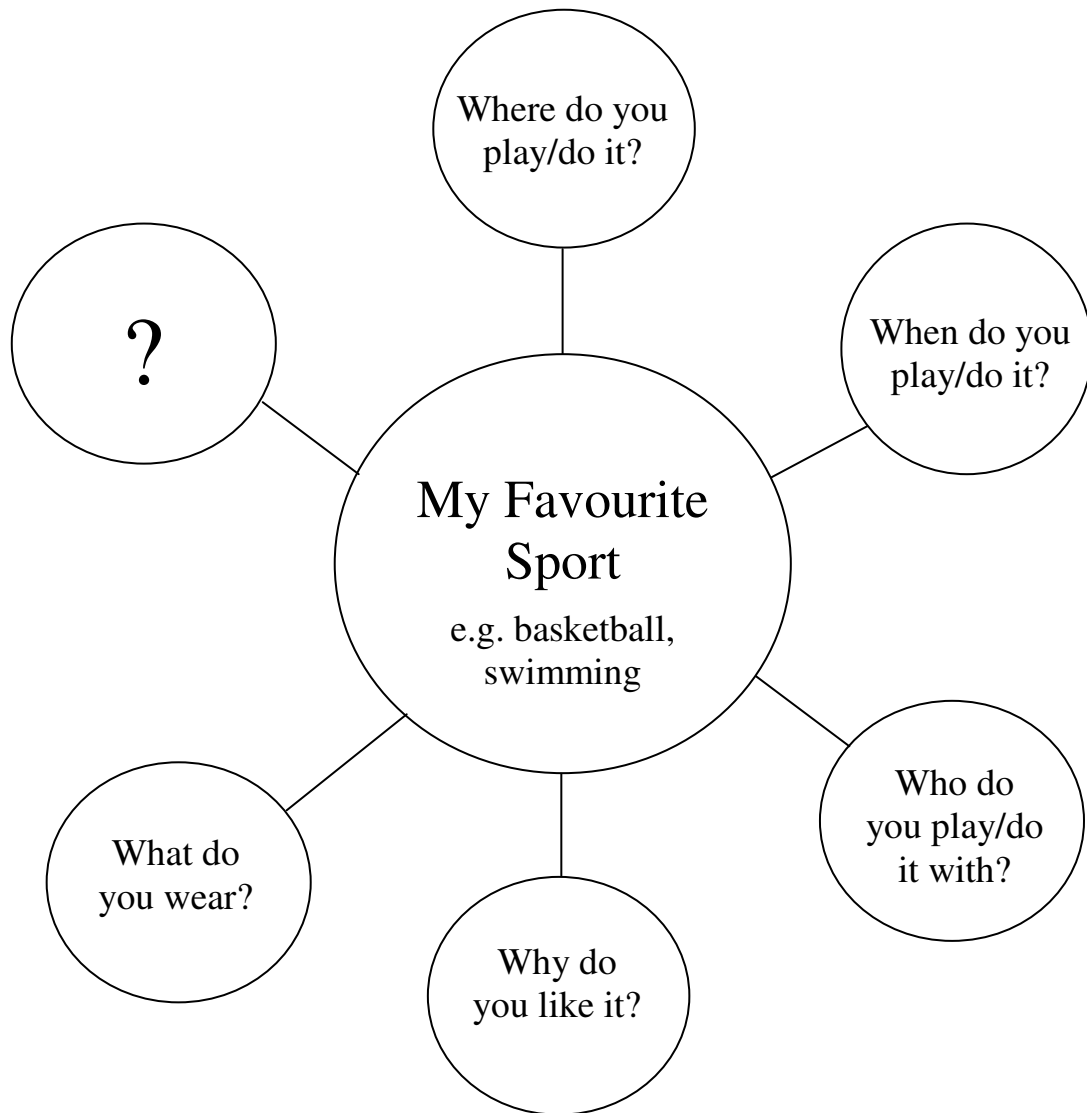 Where do you
play/do it?
?
When do you
play/do it?
My Favourite
Sport
e.g. basketball,
swimming
Who do
you play/do
it with?
What do
you wear?
Why do
you like it?